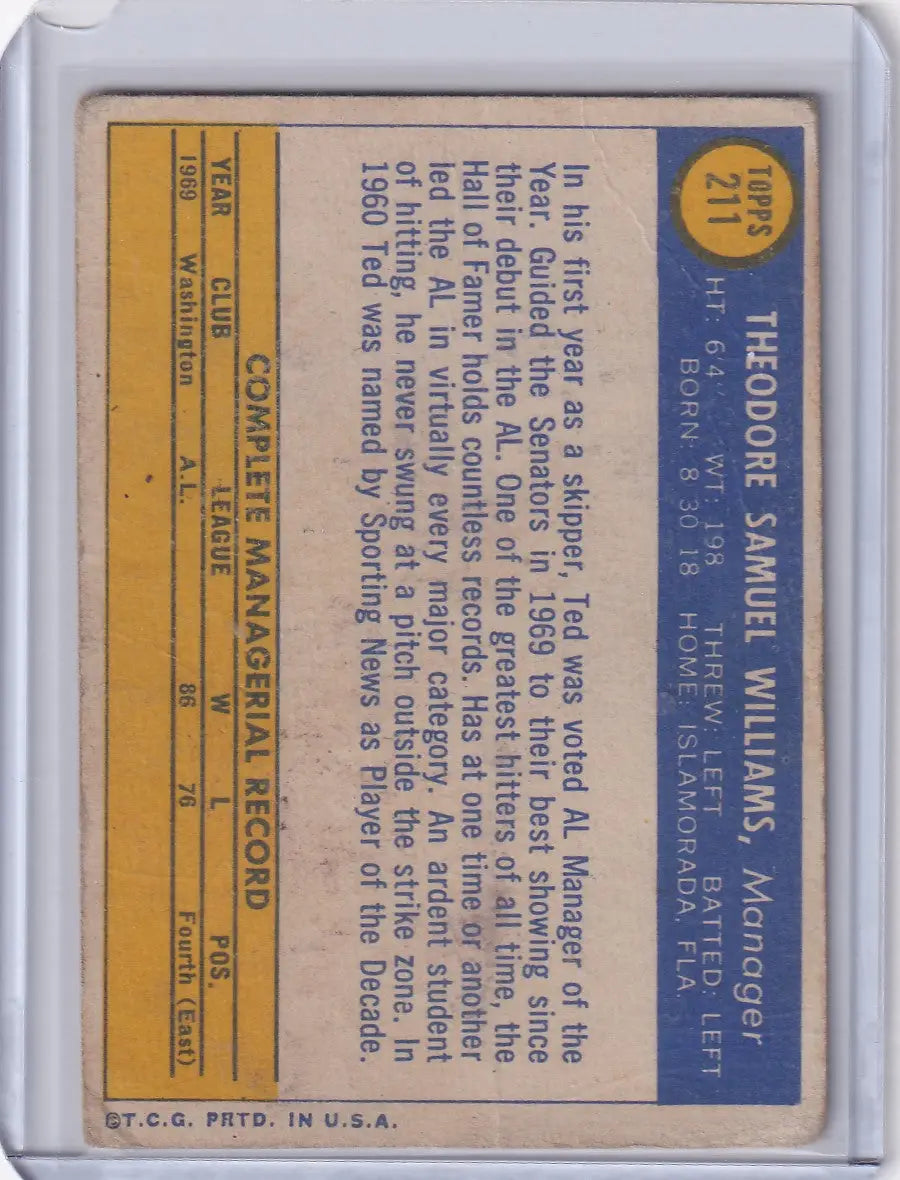 TOPPS
211
THEODORE SAMUEL WILLIAMS, Manager
HT: 6'4" WT: 198 THREW: LEFT BATTED: LEFT
BORN: 8 30 18 HOME: ISLAMORADA, FLA.
In his first year as a skipper, Ted was voted AL Manager of the
Year. Guided the Senators in 1969 to their best showing since
their debut in the AL. One of the greatest hitters of all time, the
Hall of Famer holds countless records. Has at one time or another
led the AL in virtually every major category. An ardent student
of hitting, he never swung at a pitch outside the strike zone. In
1960 Ted was named by Sporting News as Player of the Decade.
COMPLETE MANAGERIAL RECORD
YEAR CLUB LEAGUE W L POS.
1969 Washington A.L. 86 76 Fourth (East)
©T.C.G. PRTD. IN U.S.A.